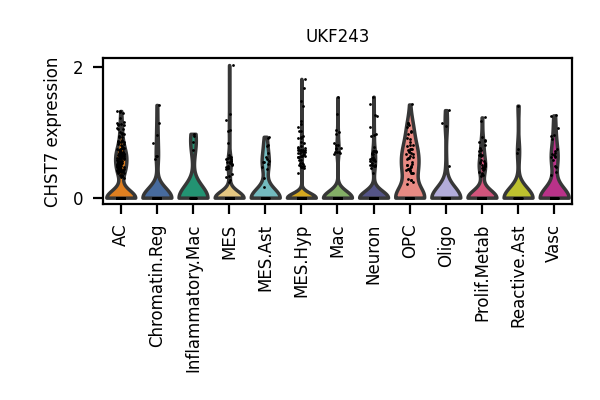 UKF243
CHST7 expression
2
0
AC
Chromatin.Reg
Inflammatory.Mac
MES
MES.Ast
MES.Hyp
Mac
Neuron
OPC
Oligo
Prolif.Metab
Reactive.Ast
Vasc